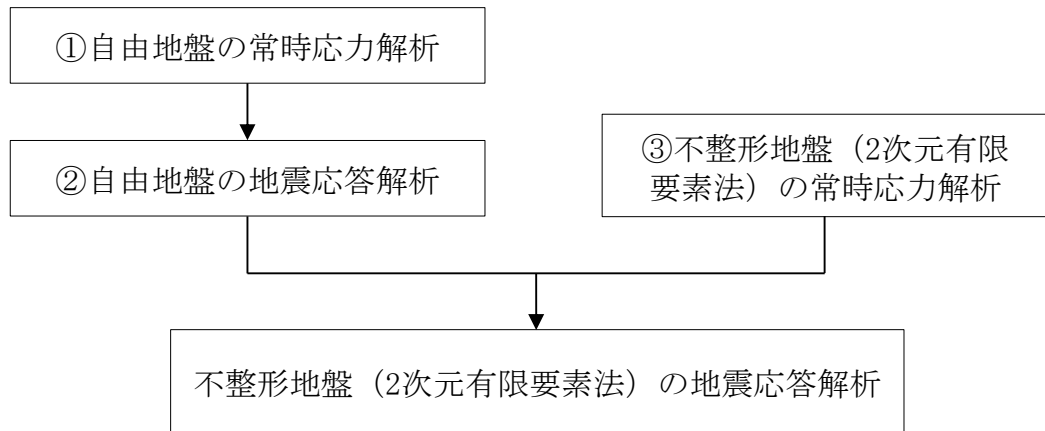 ①自由地盤の常時応力解析
②自由地盤の地震応答解析
③不整形地盤（2次元有限
要素法）の常時応力解析
不整形地盤（2次元有限要素法）の地震応答解析